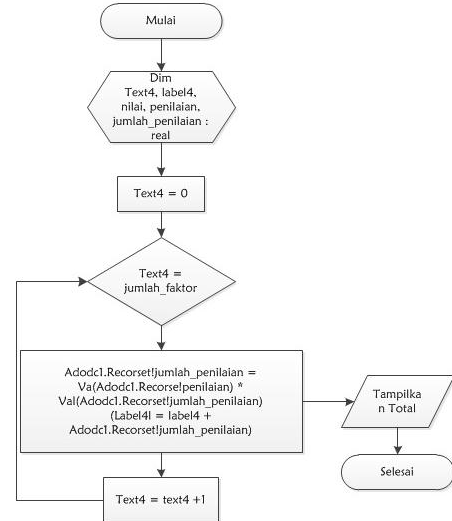 Mulai
Dim
Text4, label4,
nilai, penilaian,
jumlah_penilaian :
real
Text4 = 0
Text4 =
jumlah_faktor
Adodc1.Recorset!jumlah_penilaian =
Va(Adodc1.Recorse!penilaian) *
Val(Adodc1.Recorset!jumlah_penilaian)
(Label4l = label4 +
Adodc1.Recorset!jumlah_penilaian)
Tampilka
n Total
Selesai
Text4 = text4 +1